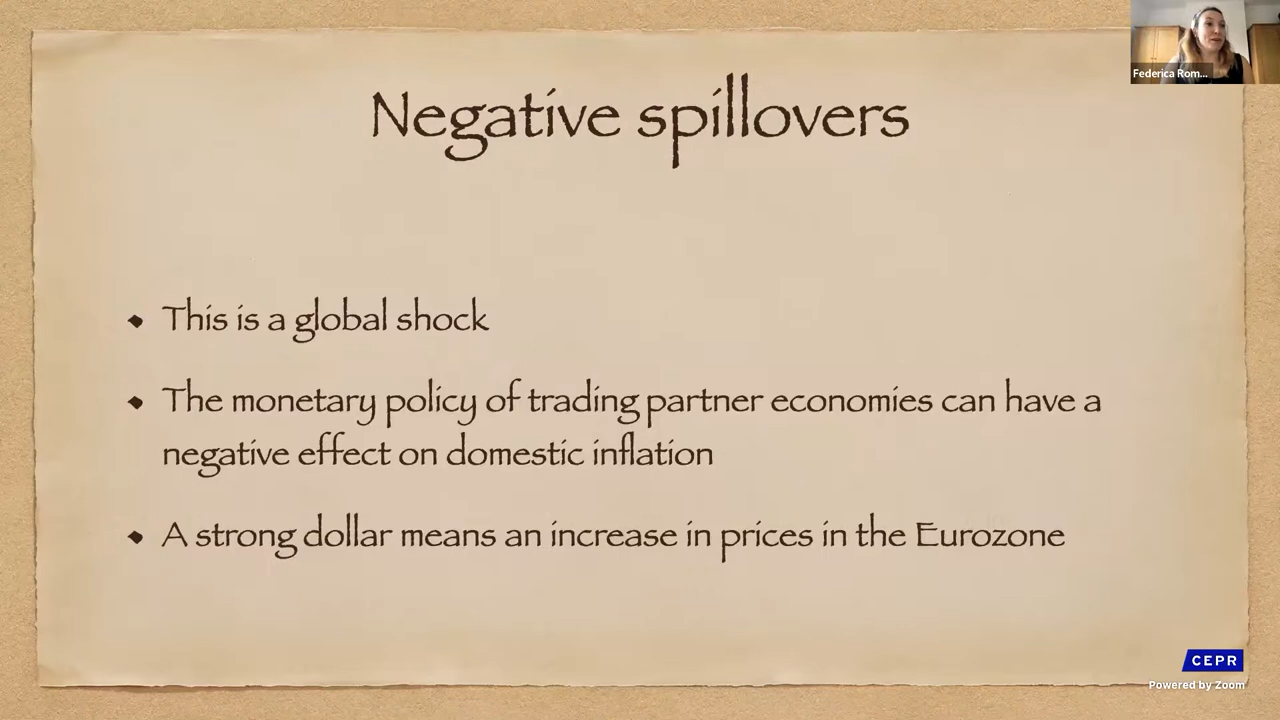 Federica Rom...
Negative spillovers
This is a global shock
The monetary policy of trading partner economies can have a
negative effect on domestic inflation
A strong dollar means an increase in prices in the Eurozone
CEPR
Powered by Zoom